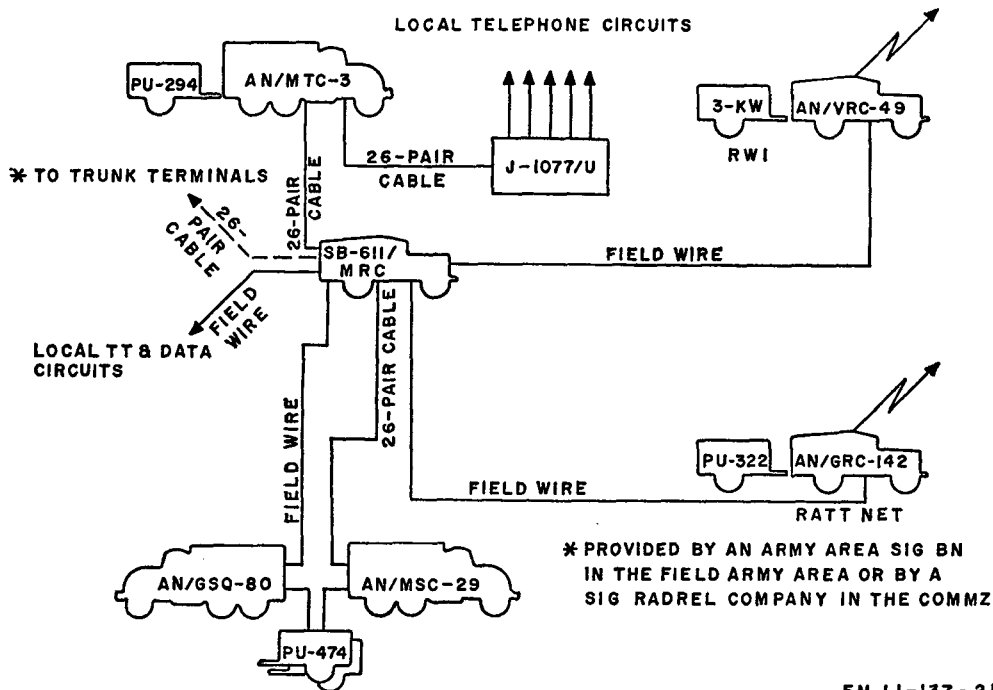 LOCAL TELEPHONE CIRCUITS
PU-294
AN/MTC-3
3-KW
AN/VRC-49
RWI
26-PAIR
CABLE
J-1077/U
* TO TRUNK TERMINALS
26-PAIR
CABLE
26-
PAIR
CABLE
SB-611/
MRC
FIELD WIRE
FIELD
WIRE
LOCAL TT & DATA
CIRCUITS
26-PAIR CABLE
FIELD WIRE
PU-322
AN/GRC-142
FIELD WIRE
RATT NET
* PROVIDED BY AN ARMY AREA SIG BN
IN THE FIELD ARMY AREA OR BY A
SIG RADREL COMPANY IN THE COMMZ
AN/GSQ-80
AN/MSC-29
PU-474